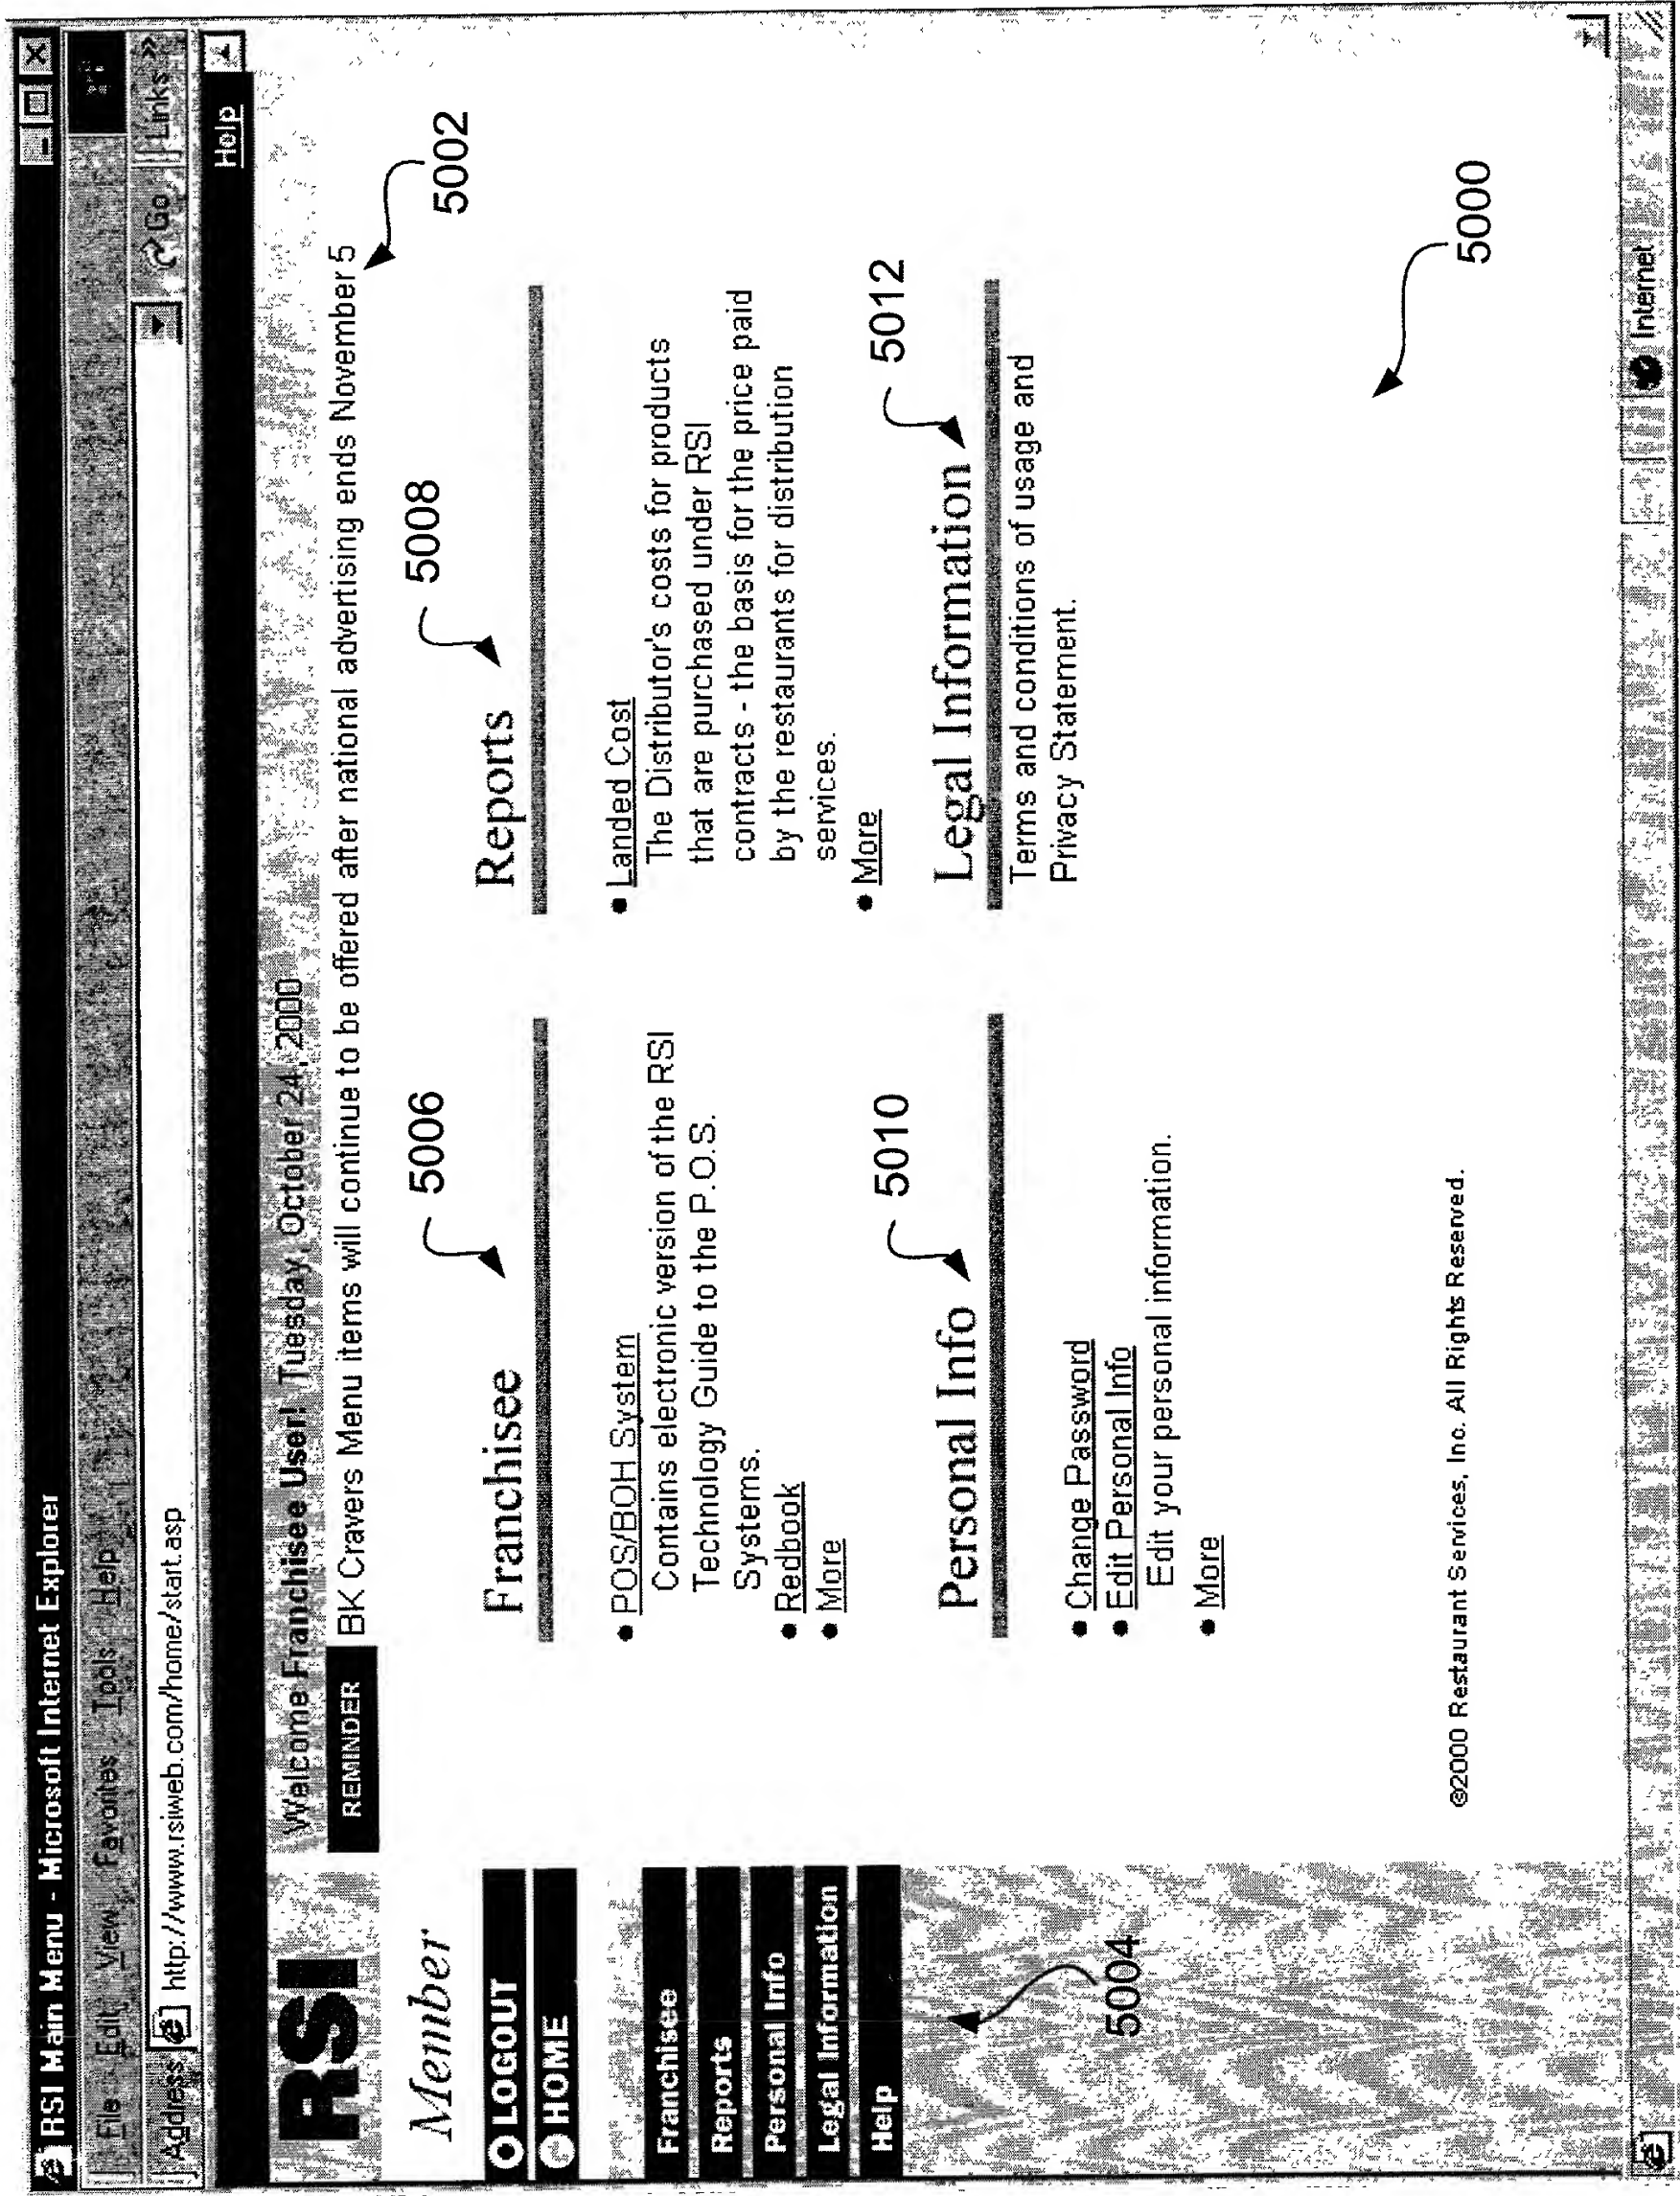 RSI Main Menu - Microsoft Internet Explorer
File Edit View Favorites Tools Help
Address http://www.rsiweb.com/home/start.asp Go Links »
Help
RSI
Welcome Franchisee User! Tuesday, October 24, 2000
REMINDER BK Cravers Menu items will continue to be offered after national advertising ends November 5
5002
Member
LOGOUT
HOME
Franchisee
Reports
Personal Info
Legal Information
Help
5004
5006
Franchisee
• POS/BOH System
Contains electronic version of the RSI
Technology Guide to the P.O.S.
Systems.
• Redbook
• More
5008
Reports
• Landed Cost
The Distributor's costs for products
that are purchased under RSI
contracts - the basis for the price paid
by the restaurants for distribution
services.
• More
5010
Personal Info
• Change Password
• Edit Personal Info
Edit your personal information.
• More
5012
Legal Information
Terms and conditions of usage and
Privacy Statement.
©2000 Restaurant Services, Inc. All Rights Reserved.
5000
Internet